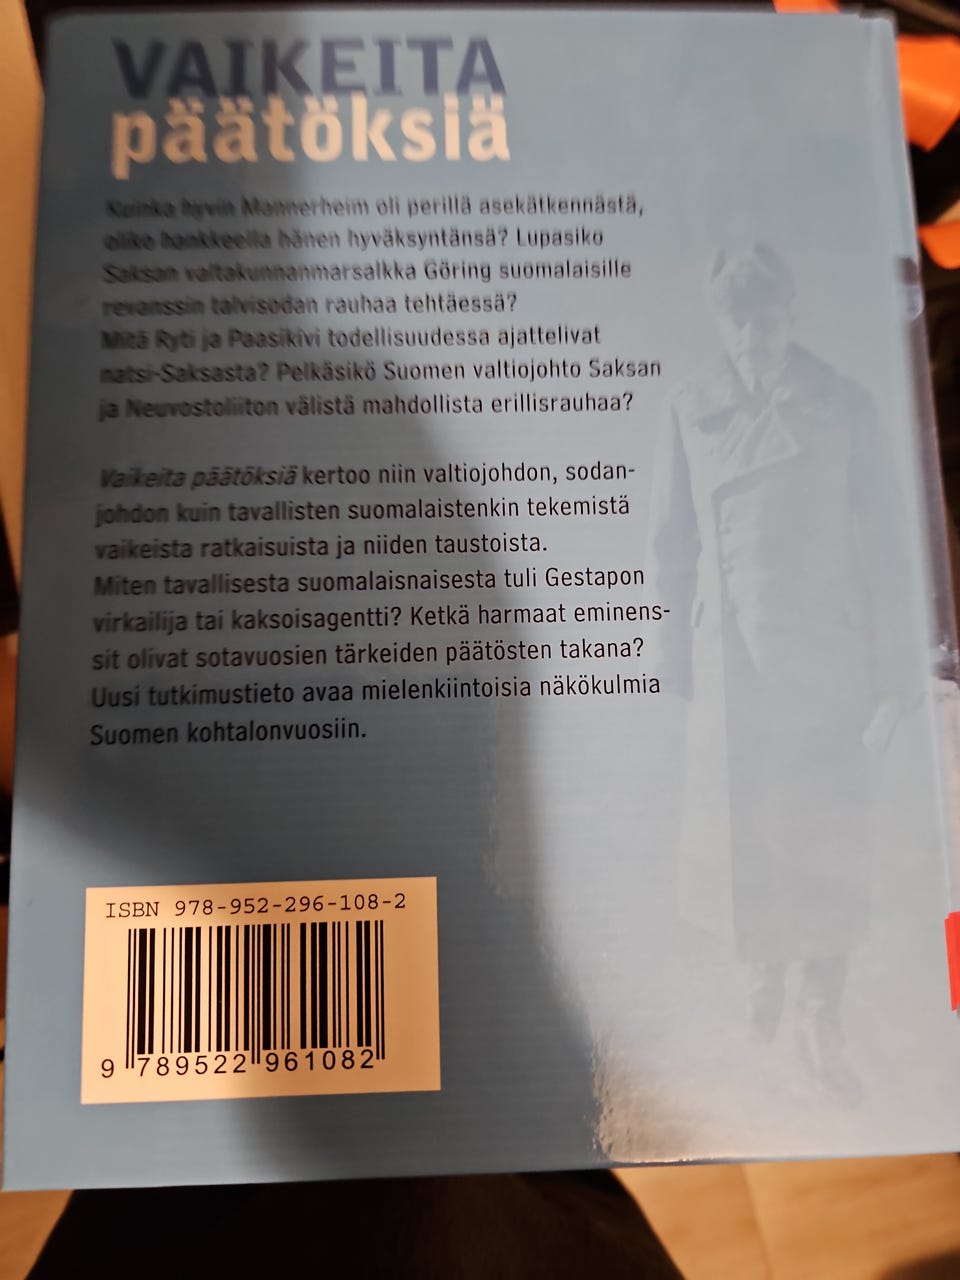 VAIKEITA
päätöksiä
Kuinka hyvin Mannerheim oli perillä asekätkennästä,
oliko hankkeella hänen hyväksyntänsä? Lupasiko
Saksan valtakunnanmarsalkka Göring suomalaisille
revanssin talvisodan rauhaa tehtäessä?
Mitä Ryti ja Paasikivi todellisuudessa ajattelivat
natsi-Saksasta? Pelkäsikö Suomen valtiojohto Saksan
ja Neuvostoliiton välistä mahdollista erillisrauhaa?
Vaikeita päätöksiä kertoo niin valtiojohdon, sodan-
johdon kuin tavallisten suomalaistenkin tekemistä
vaikeista ratkaisuista ja niiden taustoista.
Miten tavallisesta suomalaisnaisesta tuli Gestapon
virkailija tai kaksoisagentti? Ketkä harmaat eminens-
sit olivat sotavuosien tärkeiden päätösten takana?
Uusi tutkimustieto avaa mielenkiintoisia näkökulmia
Suomen kohtalonvuosiin.
ISBN 978-952-296-108-2
9 789522 961082